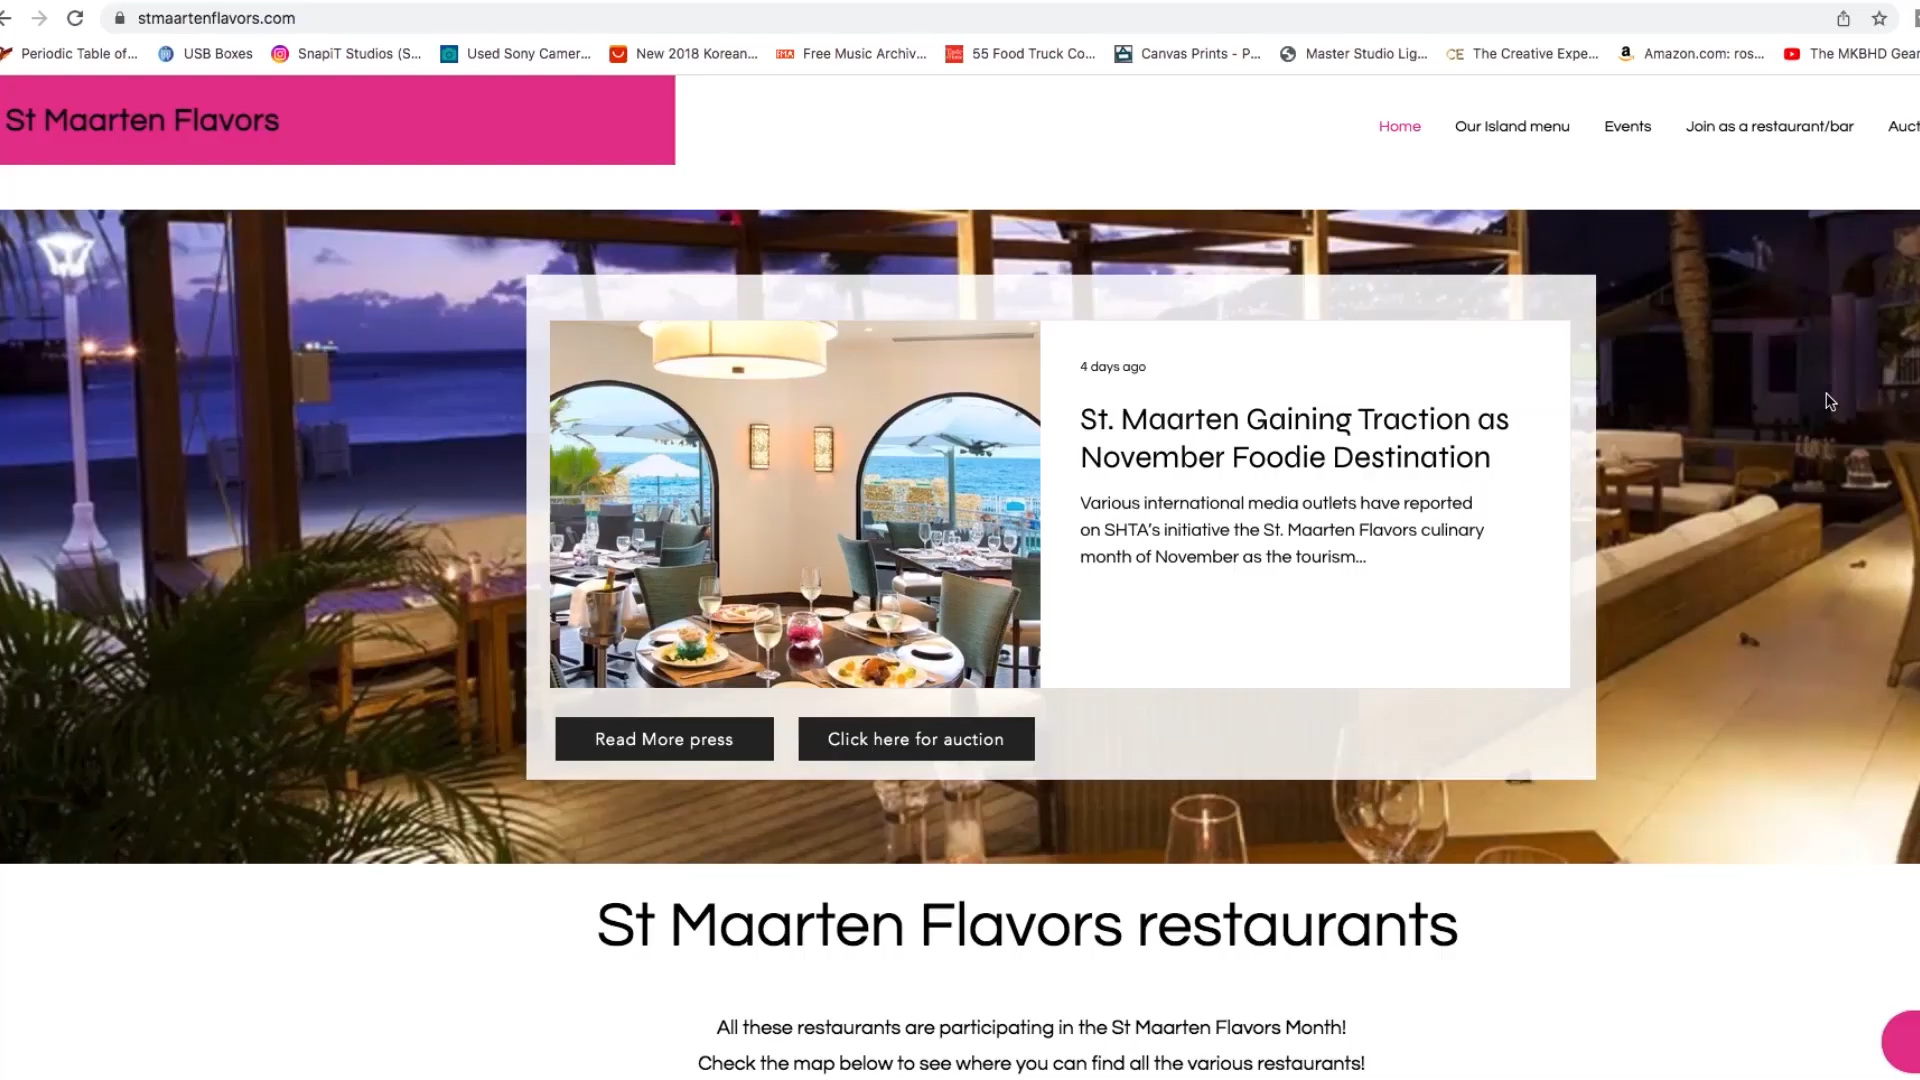 stmaartenflavors.com
Periodic Table of... USB Boxes SnapiT Studios (S... Used Sony Camer... New 2018 Korean... FMA Free Music Archiv... 55 Food Truck Co... Canvas Prints - P... Master Studio Lig... CE The Creative Expe... Amazon.com: ros... The MKBHD Gear
St Maarten Flavors
Home Our Island menu Events Join as a restaurant/bar Auct
4 days ago
St. Maarten Gaining Traction as
November Foodie Destination
Various international media outlets have reported
on SHTA's initiative the St. Maarten Flavors culinary
month of November as the tourism...
Read More press Click here for auction
St Maarten Flavors restaurants
All these restaurants are participating in the St Maarten Flavors Month!
Check the map below to see where you can find all the various restaurants!